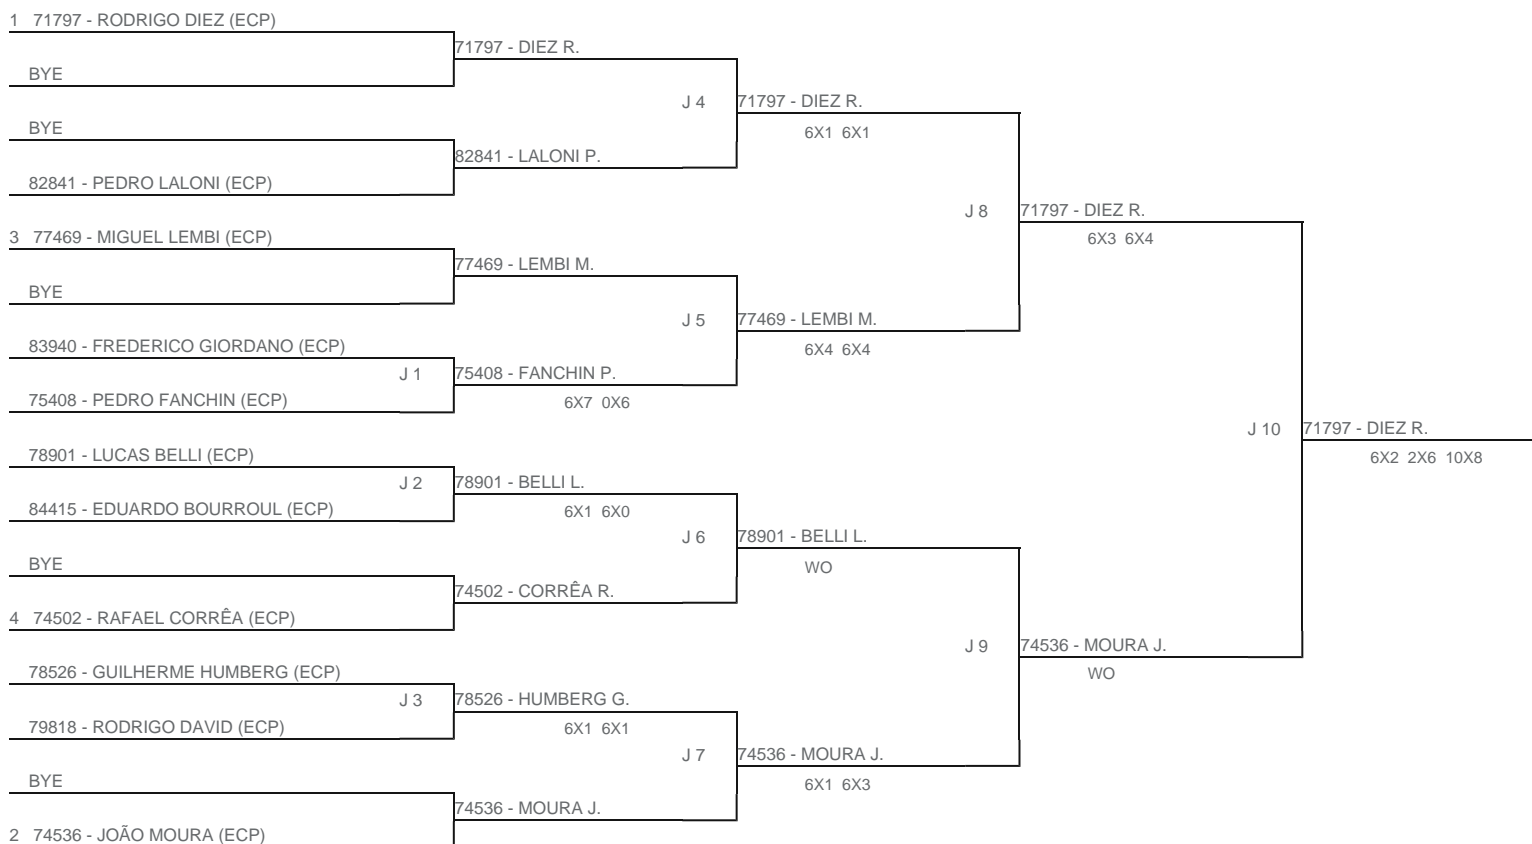 1 71797 - RODRIGO DIEZ (ECP)
71797 - DIEZ R.
BYE
J 4
71797 - DIEZ R.
6X1 6X1
BYE
82841 - LALONI P.
82841 - PEDRO LALONI (ECP)
J 8
71797 - DIEZ R.
6X3 6X4
3 77469 - MIGUEL LEMBI (ECP)
77469 - LEMBI M.
BYE
J 5
77469 - LEMBI M.
6X4 6X4
83940 - FREDERICO GIORDANO (ECP)
J 1
75408 - FANCHIN P.
6X7 0X6
75408 - PEDRO FANCHIN (ECP)
J 10
71797 - DIEZ R.
6X2 2X6 10X8
78901 - LUCAS BELLI (ECP)
J 2
78901 - BELLI L.
6X1 6X0
84415 - EDUARDO BOURROUL (ECP)
J 6
78901 - BELLI L.
WO
BYE
74502 - CORRÊA R.
4 74502 - RAFAEL CORRÊA (ECP)
J 9
74536 - MOURA J.
WO
78526 - GUILHERME HUMBERG (ECP)
J 3
78526 - HUMBERG G.
6X1 6X1
79818 - RODRIGO DAVID (ECP)
J 7
74536 - MOURA J.
6X1 6X3
BYE
74536 - MOURA J.
2 74536 - JOÃO MOURA (ECP)